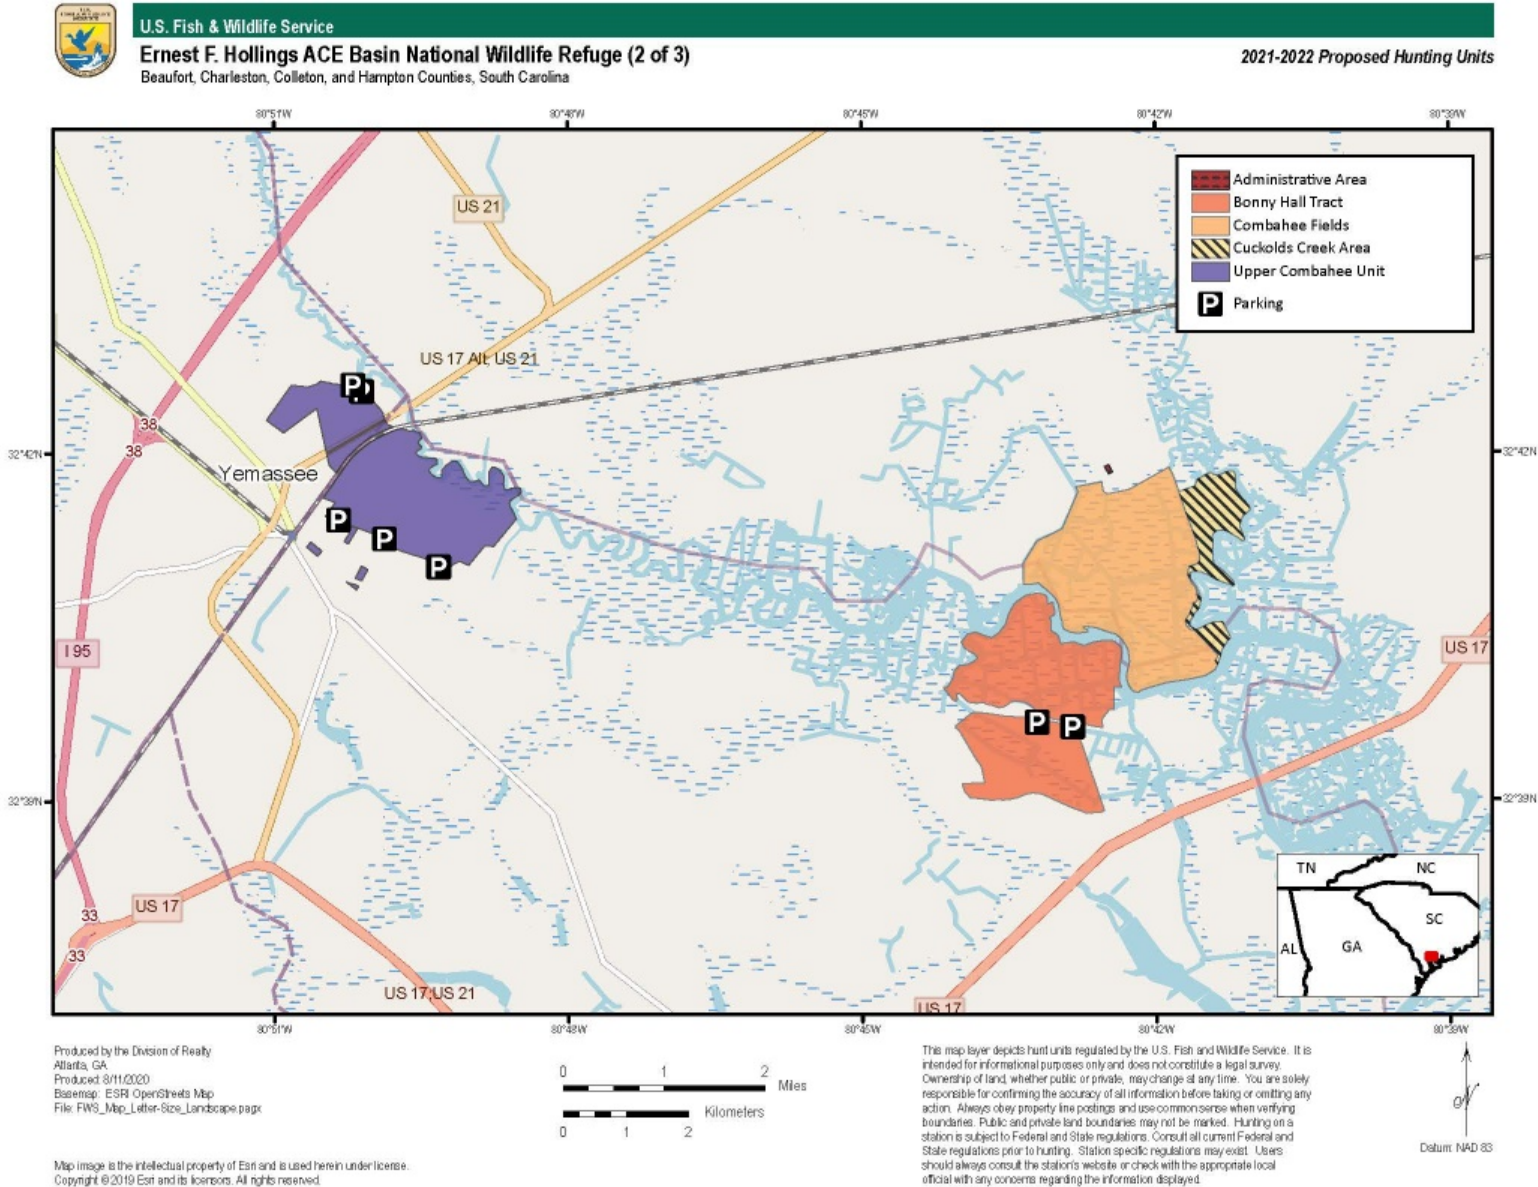 U.S. Fish & Wildlife Service
Ernest F. Hollings ACE Basin National Wildlife Refuge (2 of 3)
2021-2022 Proposed Hunting Units
Beaufort, Charleston, Colleton, and Hampton Counties, South Carolina
80°51'W
80°48'W
80°45'W
80°42'W
80°39'W
Administrative Area
Bonny Hall Tract
Combahee Fields
Cuckolds Creek Area
Upper Combahee Unit
P Parking
US 21
US 17 Alt; US 21
P
38
38
32°42'N
32°42'N
Yemassee
P
P
P
I 95
US 17
P
P
32°39'N
32°39'N
TN
NC
SC
AL
GA
US 17
33
33
US 17;US 21
US 17
80°51'W
80°48'W
80°45'W
80°42'W
80°39'W
Produced by the Division of Realty
Atlanta, GA
Produced: 8/11/2020
Basemap: ESRI OpenStreets Map
File: FWS_Map_Letter-Size_Landscape.pagx
0 1 2
Miles
Kilometers
0 1 2
This map layer depicts hunt units regulated by the U.S. Fish and Wildlife Service. It is
intended for informational purposes only and does not constitute a legal survey.
Ownership of land, whether public or private, may change at any time. You are solely
responsible for confirming the accuracy of all information before taking or omitting any
action. Always obey property line postings and use common sense when verifying
boundaries. Public and private land boundaries may not be marked. Hunting on a
station is subject to Federal and State regulations. Consult all current Federal and
State regulations prior to hunting. Station specific regulations may exist. Users
should always consult the station's website or check with the appropriate local
official with any concerns regarding the information displayed.
Datum: NAD 83
Map image is the intellectual property of Esri and is used herein under license.
Copyright © 2019 Esri and its licensors. All rights reserved.